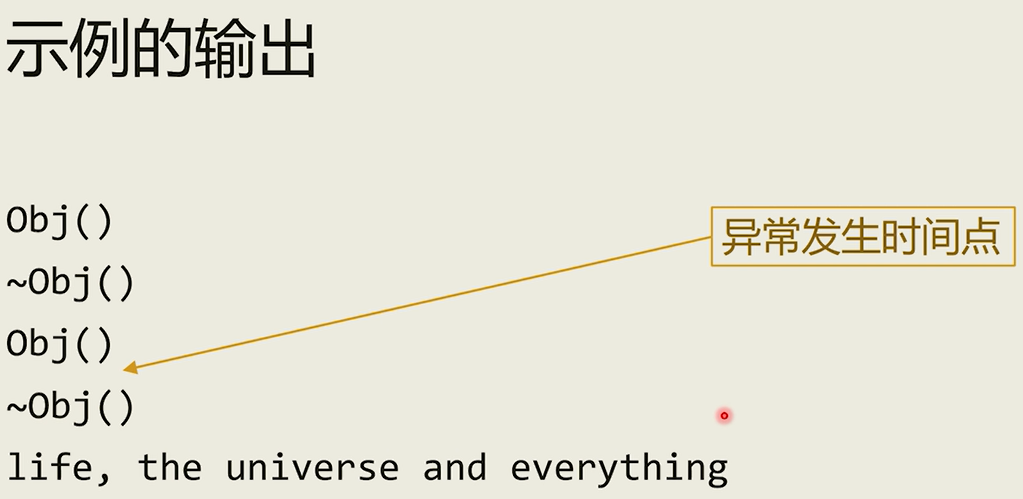 示例的输出
Obj()
异常发生时间点
~Obj()
Obj()
~Obj()
life, the universe and everything